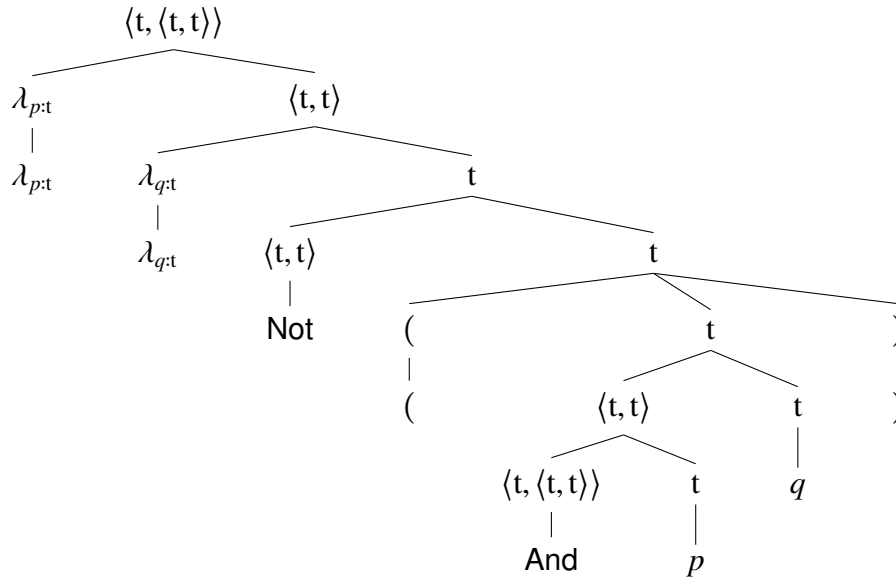 ⟨t, ⟨t, t⟩⟩
λp:t ⟨t, t⟩
λp:t λq:t t
λq:t ⟨t, t⟩ t
Not ( t )
( ⟨t, t⟩ t )
⟨t, ⟨t, t⟩⟩ t q
And p